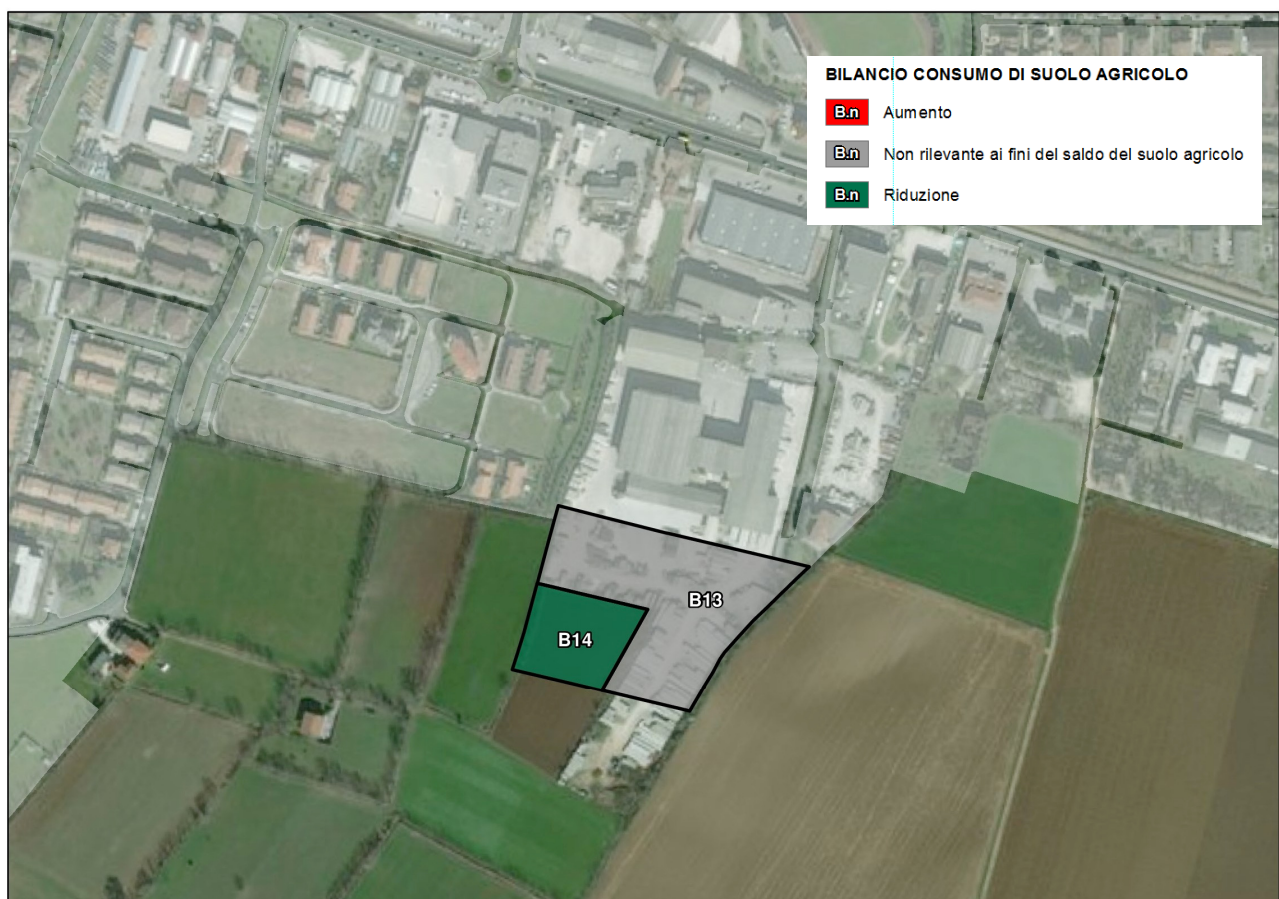 BILANCIO CONSUMO DI SUOLO AGRICOLO
B.n Aumento
B.n Non rilevante ai fini del saldo del suolo agricolo
B.n Riduzione
B13
B14